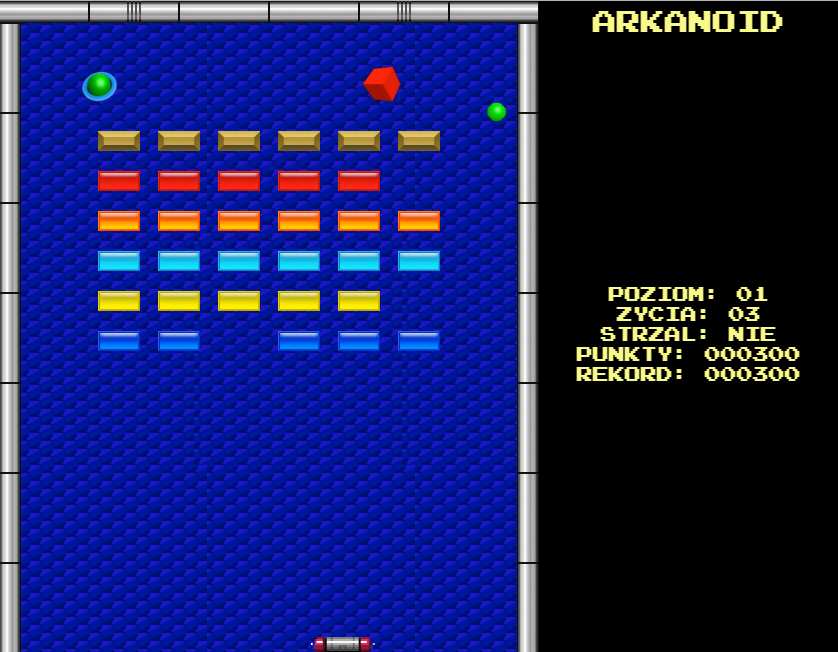 ARKANOID
POZIOM: 01
ZYCIA: 03
STRZAL: NIE
PUNKTY: 000300
REKORD: 000300